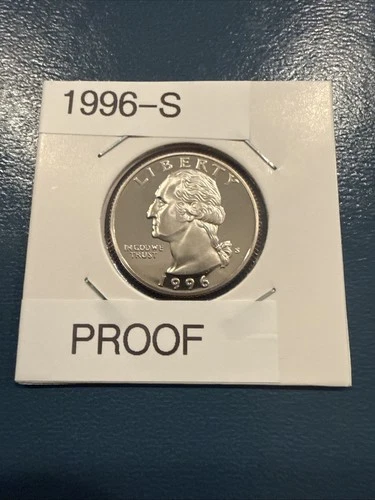 1996-S
LIBERTY
IN GOD WE
TRUST
S
1996
PROOF